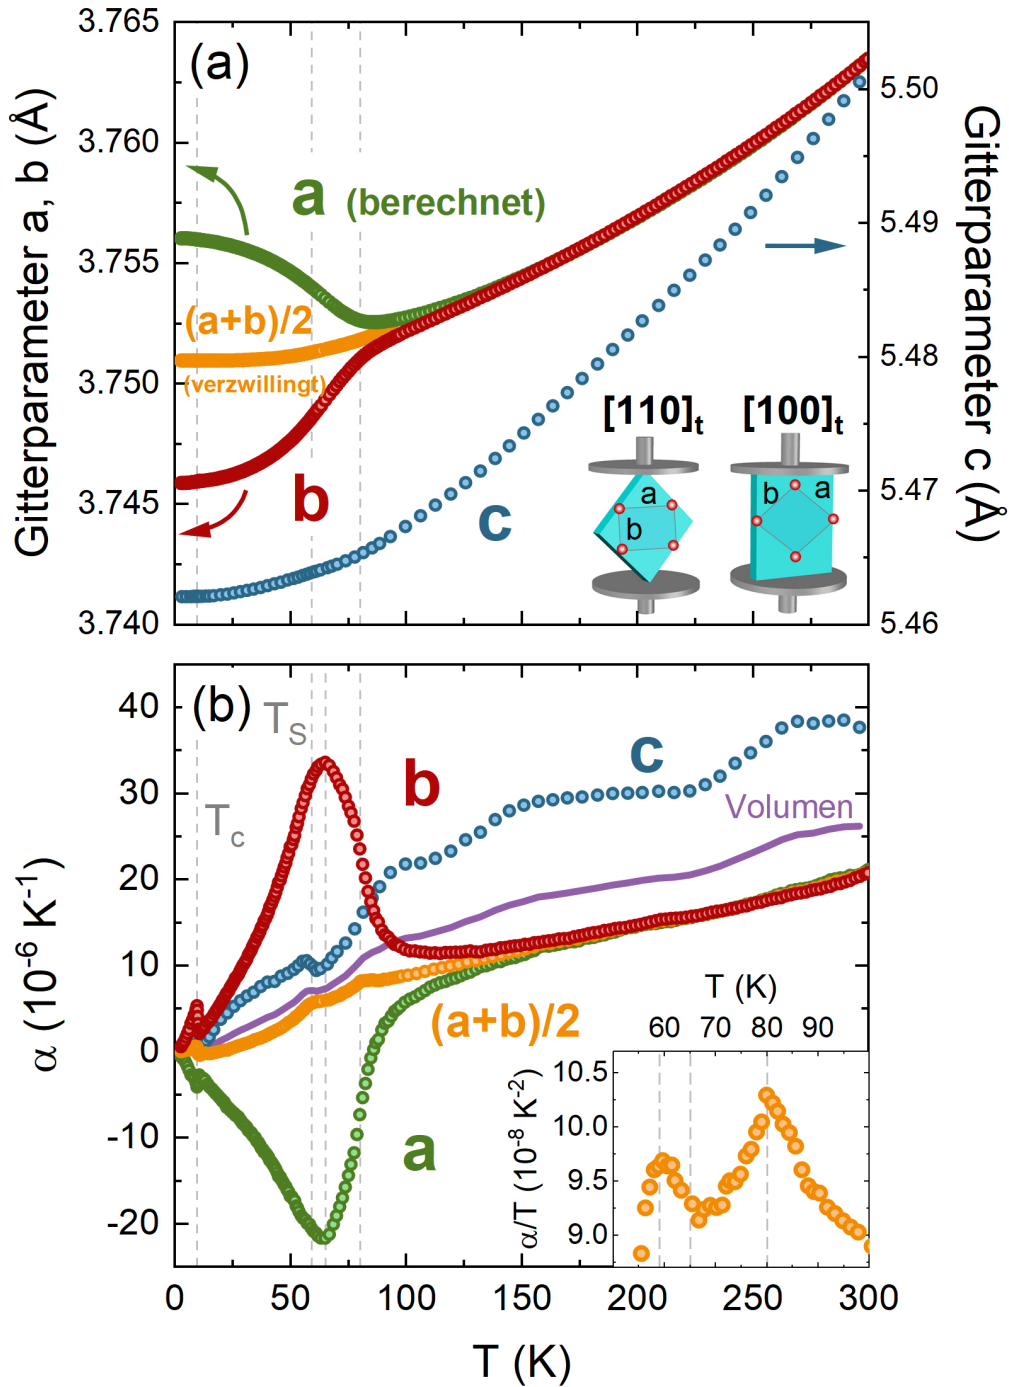 3.765
3.760
3.755
3.750
3.745
3.740
Gitterparameter a, b (Å)
(a)
a (berechnet)
(a+b)/2
(verzwillingt)
b
c
[110]t
[100]t
a
b
b
a
5.50
5.49
5.48
5.47
5.46
Gitterparameter c (Å)
(b)
TS
Tc
b
c
Volumen
(a+b)/2
a
40
30
20
10
0
-10
-20
α (10-6 K-1)
T (K)
60 70 80 90
10.5
10.0
9.5
9.0
α/T (10-8 K-2)
0 50 100 150 200 250 300
T (K)